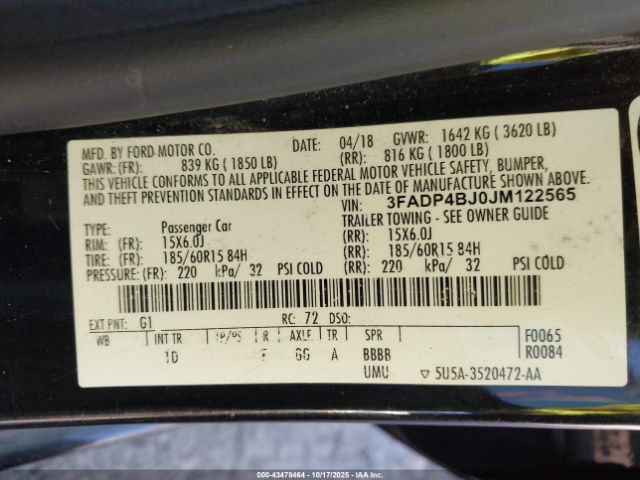 MFD. BY FORD MOTOR CO. DATE: 04/18 GVWR: 1642 KG ( 3620 LB)
GAWR: (FR): 839 KG ( 1850 LB) (RR): 816 KG ( 1800 LB)
THIS VEHICLE CONFORMS TO ALL APPLICABLE FEDERAL MOTOR VEHICLE SAFETY, BUMPER,
AND THEFT PREVENTION STANDARDS IN EFFECT ON THE DATE OF MANUFACTURE SHOWN ABOVE.
VIN: 3FADP4BJ0JM122565
TYPE: Passenger Car TRAILER TOWING - SEE OWNER GUIDE
RIM: (FR): 15X6.0J (RR): 15X6.0J
TIRE: (FR): 185/60R15 84H (RR): 185/60R15 84H
PRESSURE: (FR): 220 kPa/ 32 PSI COLD (RR): 220 kPa/ 32 PSI COLD
EXT PNT: G1 RC: 72 DSO: F0065
WB INT TR TP/PS R AXLE TR SPR R0084
1D F GG A BBBB
UMU ▽ 5U5A-3520472-AA
000-43478464 | 10/17/2025 | Copyright © IAA, LLC